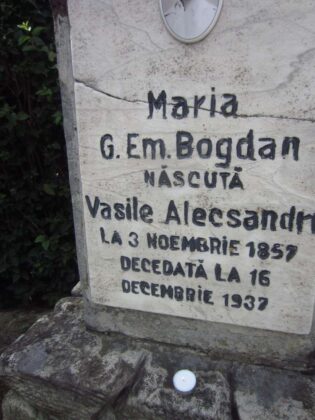 Maria
G. Em. Bogdan
NĂSCUTĂ
Vasile Alecsandri
LA 3 NOEMBRIE 1857
DECEDATĂ LA 16
DECEMBRIE 1937